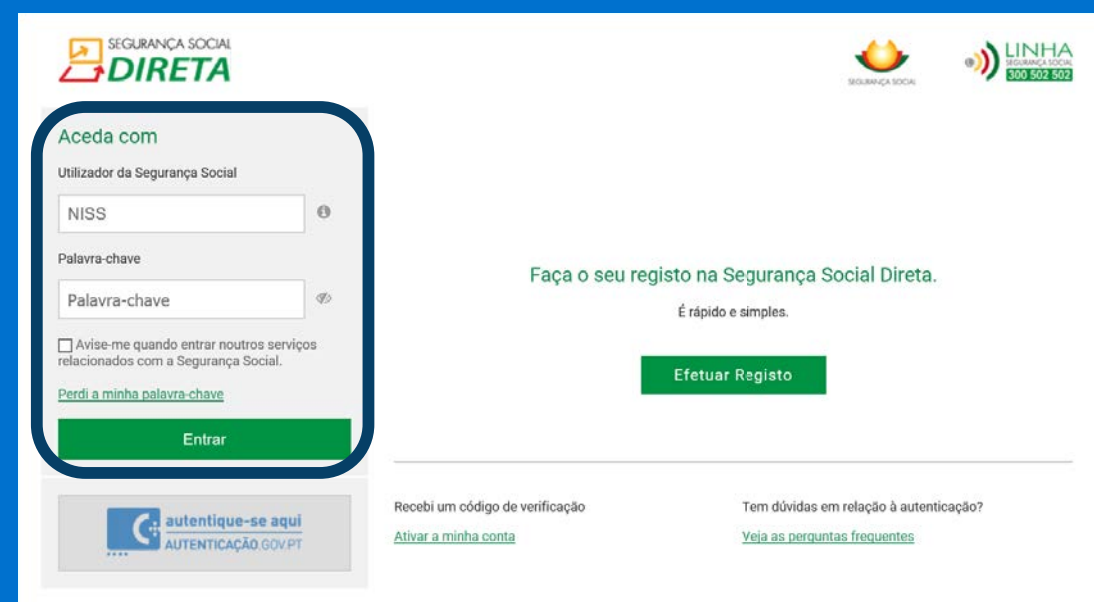 SEGURANÇA SOCIAL
DIRETA
SEGURANÇA SOCIAL
LINHA
SEGURANÇA SOCIAL
300 502 502
Aceda com
Utilizador da Segurança Social
NISS
Palavra-chave
Palavra-chave
Avise-me quando entrar noutros serviços
relacionados com a Segurança Social.
Perdi a minha palavra-chave
Entrar
autentique-se aqui
AUTENTICAÇÃO.GOV.PT
Faça o seu registo na Segurança Social Direta.
É rápido e simples.
Efetuar Registo
Recebi um código de verificação
Ativar a minha conta
Tem dúvidas em relação à autenticação?
Veja as perguntas frequentes